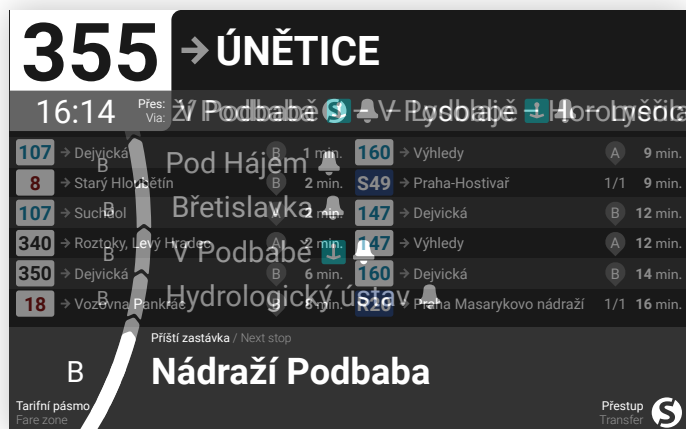 355 → ÚNĚTICE
16:14
Přes:
Via:
V Podbabě
107 → Dejvická B 1 min.
160 → Výhledy A 9 min.
B Pod Hájem
8 → Starý Hloubětín B 2 min.
S49 → Praha-Hostivař 1/1 9 min.
B Břetislavka
107 → Suchdol 2 min.
147 → Dejvická B 12 min.
340 → Roztoky, Levý Hradec A 2 min.
147 → Výhledy A 12 min.
B V Podbabě
350 → Dejvická B 6 min.
160 → Dejvická B 14 min.
B Hydrologický ústav
18 → Vozovna Pankrác min.
→ Praha Masarykovo nádraží 1/1 16 min.
Příští zastávka / Next stop
B Nádraží Podbaba
Tarifní pásmo
Fare zone
Přestup
Transfer S